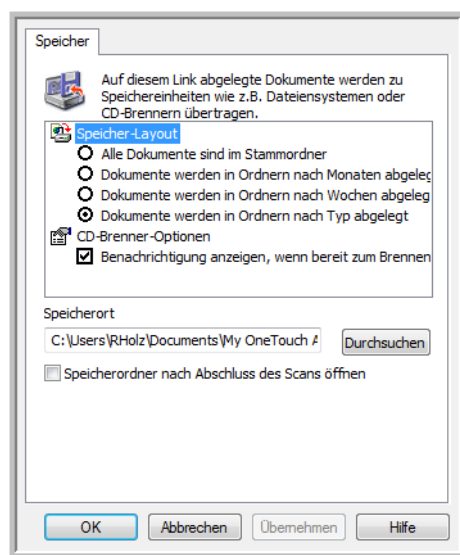 Speicher
Auf diesem Link abgelegte Dokumente werden zu
Speichereinheiten wie z.B. Dateiensystemen oder
CD-Brennern übertragen.
Speicher-Layout
Alle Dokumente sind im Stammordner
Dokumente werden in Ordnern nach Monaten abgeleg
Dokumente werden in Ordnern nach Wochen abgeleg
Dokumente werden in Ordnern nach Typ abgelegt
CD-Brenner-Optionen
Benachrichtigung anzeigen, wenn bereit zum Brennen
Speicherort
C:\Users\RHolz\Documents\My OneTouch A
Durchsuchen
Speicherordner nach Abschluss des Scans öffnen
OK Abbrechen Übernehmen Hilfe